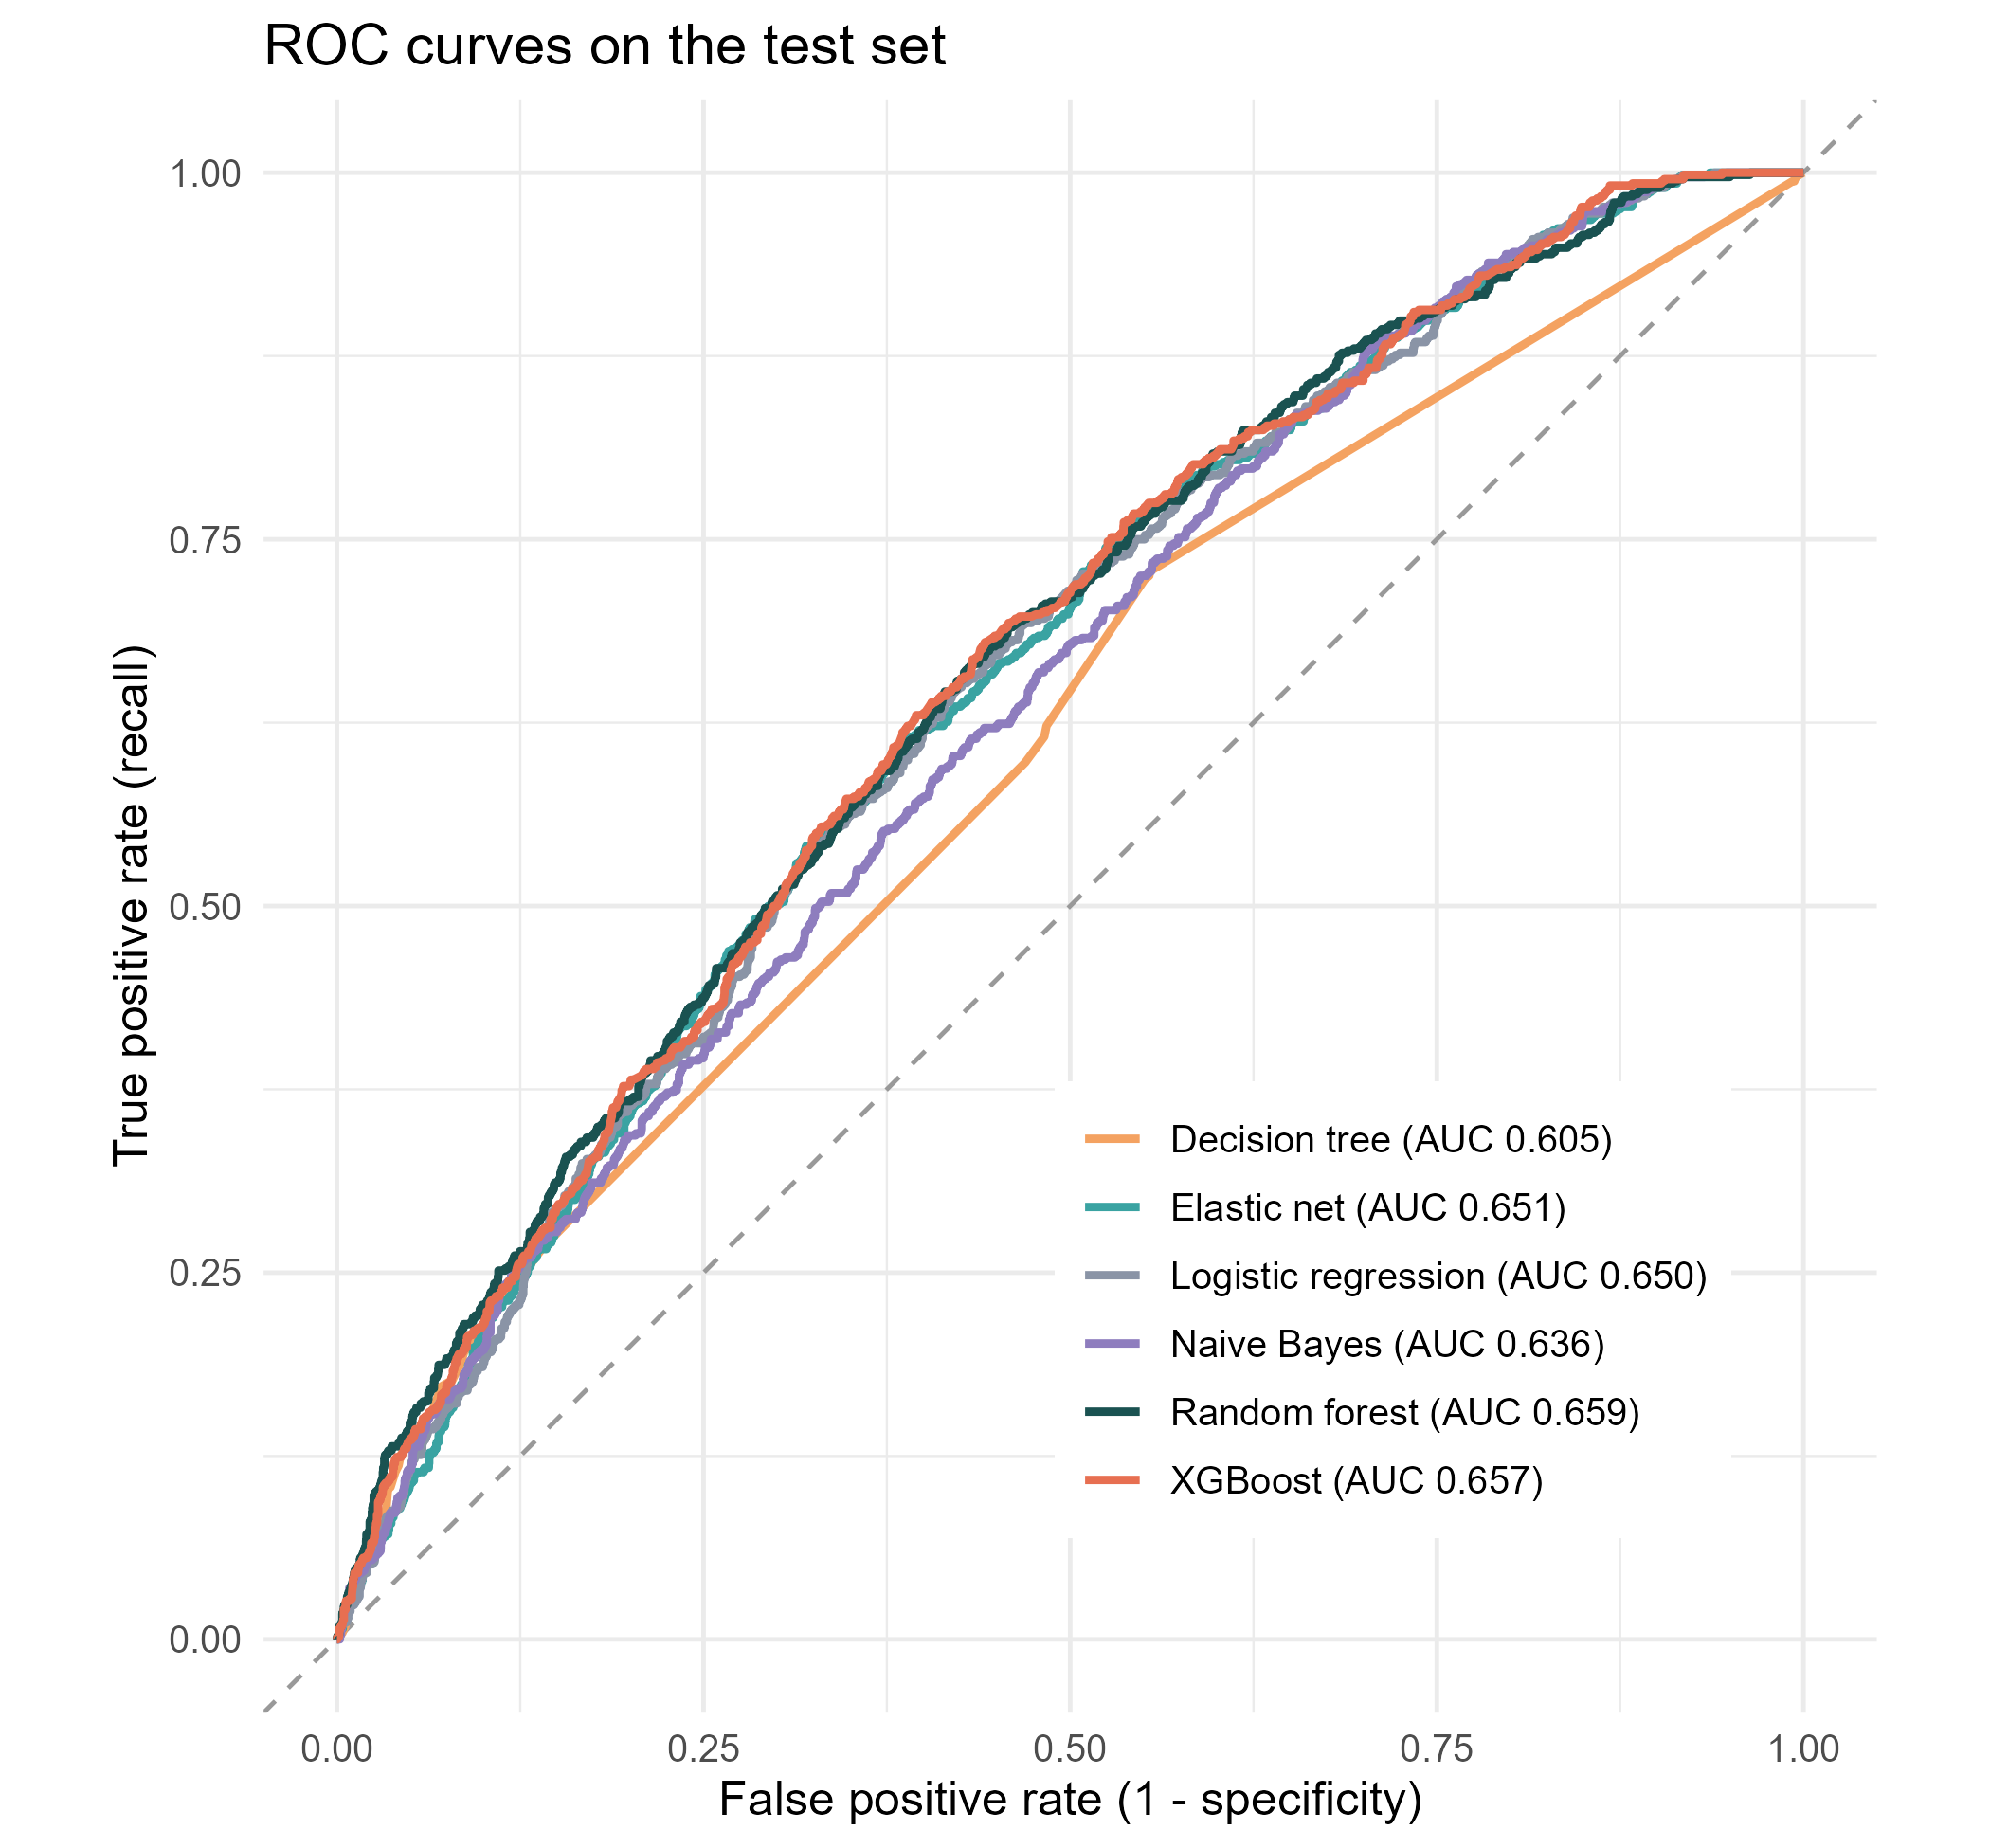 ROC curves on the test set
True positive rate (recall)
1.00
0.75
0.50
0.25
0.00
Decision tree (AUC 0.605)
Elastic net (AUC 0.651)
Logistic regression (AUC 0.650)
Naive Bayes (AUC 0.636)
Random forest (AUC 0.659)
XGBoost (AUC 0.657)
0.00 0.25 0.50 0.75 1.00
False positive rate (1 - specificity)